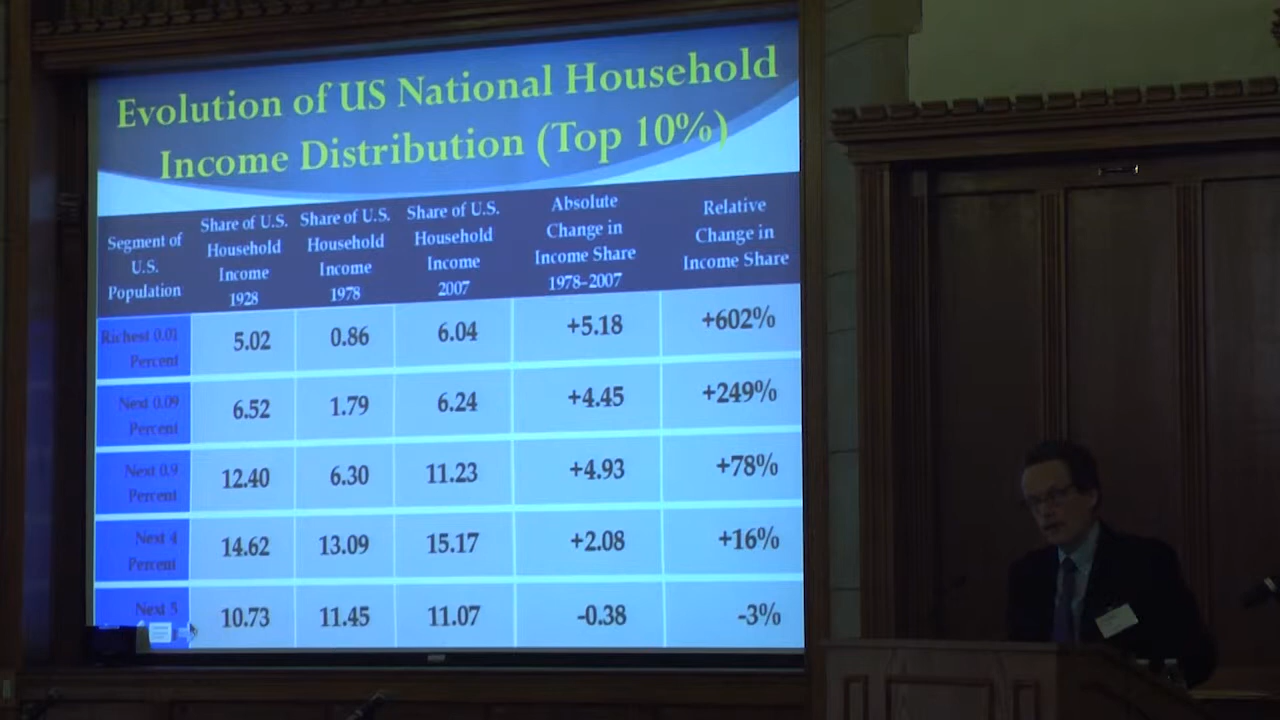 Evolution of US National Household
Income Distribution (Top 10%)
Segment of
U.S.
Population
Share of U.S.
Household
Income
1928
Share of U.S.
Household
Income
1978
Share of U.S.
Household
Income
2007
Absolute
Change in
Income Share
1978–2007
Relative
Change in
Income Share
Richest 0.01
Percent
5.02
0.86
6.04
+5.18
+602%
Next 0.09
Percent
6.52
1.79
6.24
+4.45
+249%
Next 0.9
Percent
12.40
6.30
11.23
+4.93
+78%
Next 4
Percent
14.62
13.09
15.17
+2.08
+16%
Next 5
10.73
11.45
11.07
-0.38
-3%